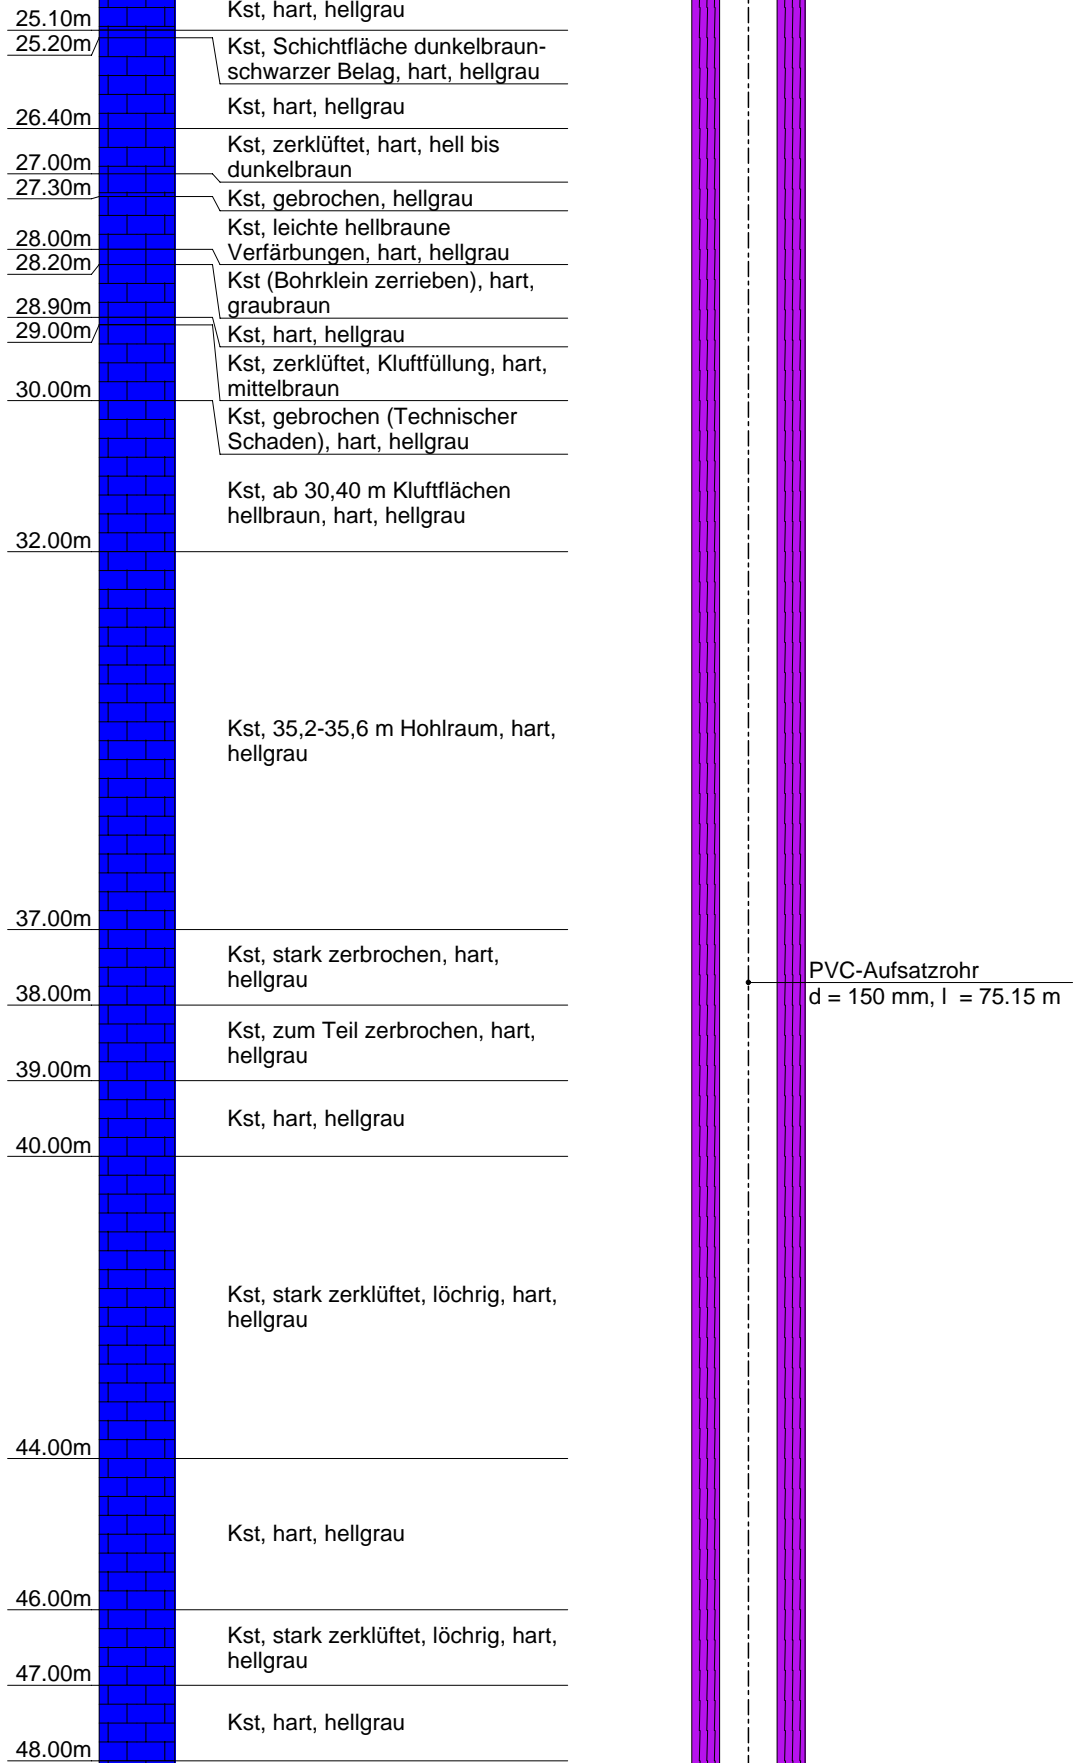 Kst, hart, hellgrau
25.10m
25.20m
Kst, Schichtfläche dunkelbraun-
schwarzer Belag, hart, hellgrau
Kst, hart, hellgrau
26.40m
Kst, zerklüftet, hart, hell bis
dunkelbraun
27.00m
27.30m
Kst, gebrochen, hellgrau
Kst, leichte hellbraune
Verfärbungen, hart, hellgrau
28.00m
28.20m
Kst (Bohrklein zerrieben), hart,
graubraun
28.90m
29.00m
Kst, hart, hellgrau
Kst, zerklüftet, Kluftfüllung, hart,
mittelbraun
30.00m
Kst, gebrochen (Technischer
Schaden), hart, hellgrau
Kst, ab 30,40 m Kluftflächen
hellbraun, hart, hellgrau
32.00m
Kst, 35,2-35,6 m Hohlraum, hart,
hellgrau
37.00m
Kst, stark zerbrochen, hart,
hellgrau
PVC-Aufsatzrohr
d = 150 mm, l = 75.15 m
38.00m
Kst, zum Teil zerbrochen, hart,
hellgrau
39.00m
Kst, hart, hellgrau
40.00m
Kst, stark zerklüftet, löchrig, hart,
hellgrau
44.00m
Kst, hart, hellgrau
46.00m
Kst, stark zerklüftet, löchrig, hart,
hellgrau
47.00m
Kst, hart, hellgrau
48.00m